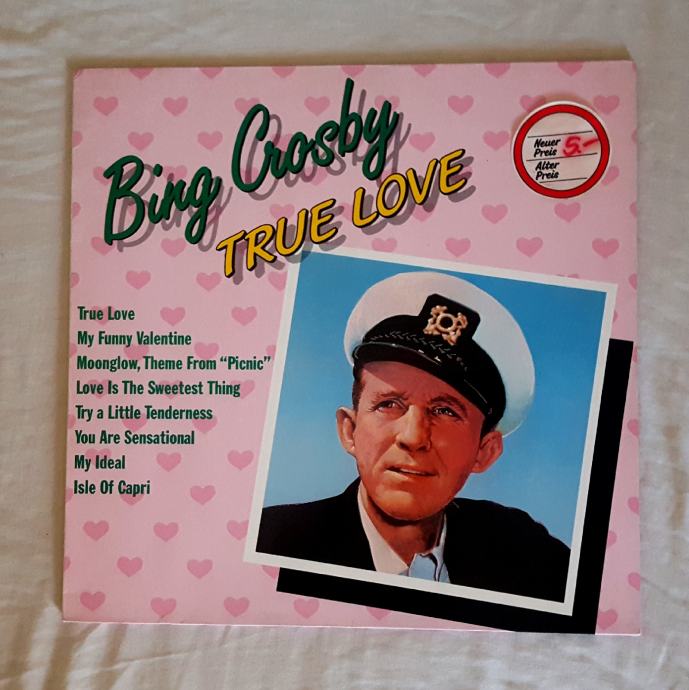 Bing Crosby
TRUE LOVE
Neuer
Preis 5.-
Alter
Preis
True Love
My Funny Valentine
Moonglow, Theme From “Picnic”
Love Is The Sweetest Thing
Try a Little Tenderness
You Are Sensational
My Ideal
Isle Of Capri